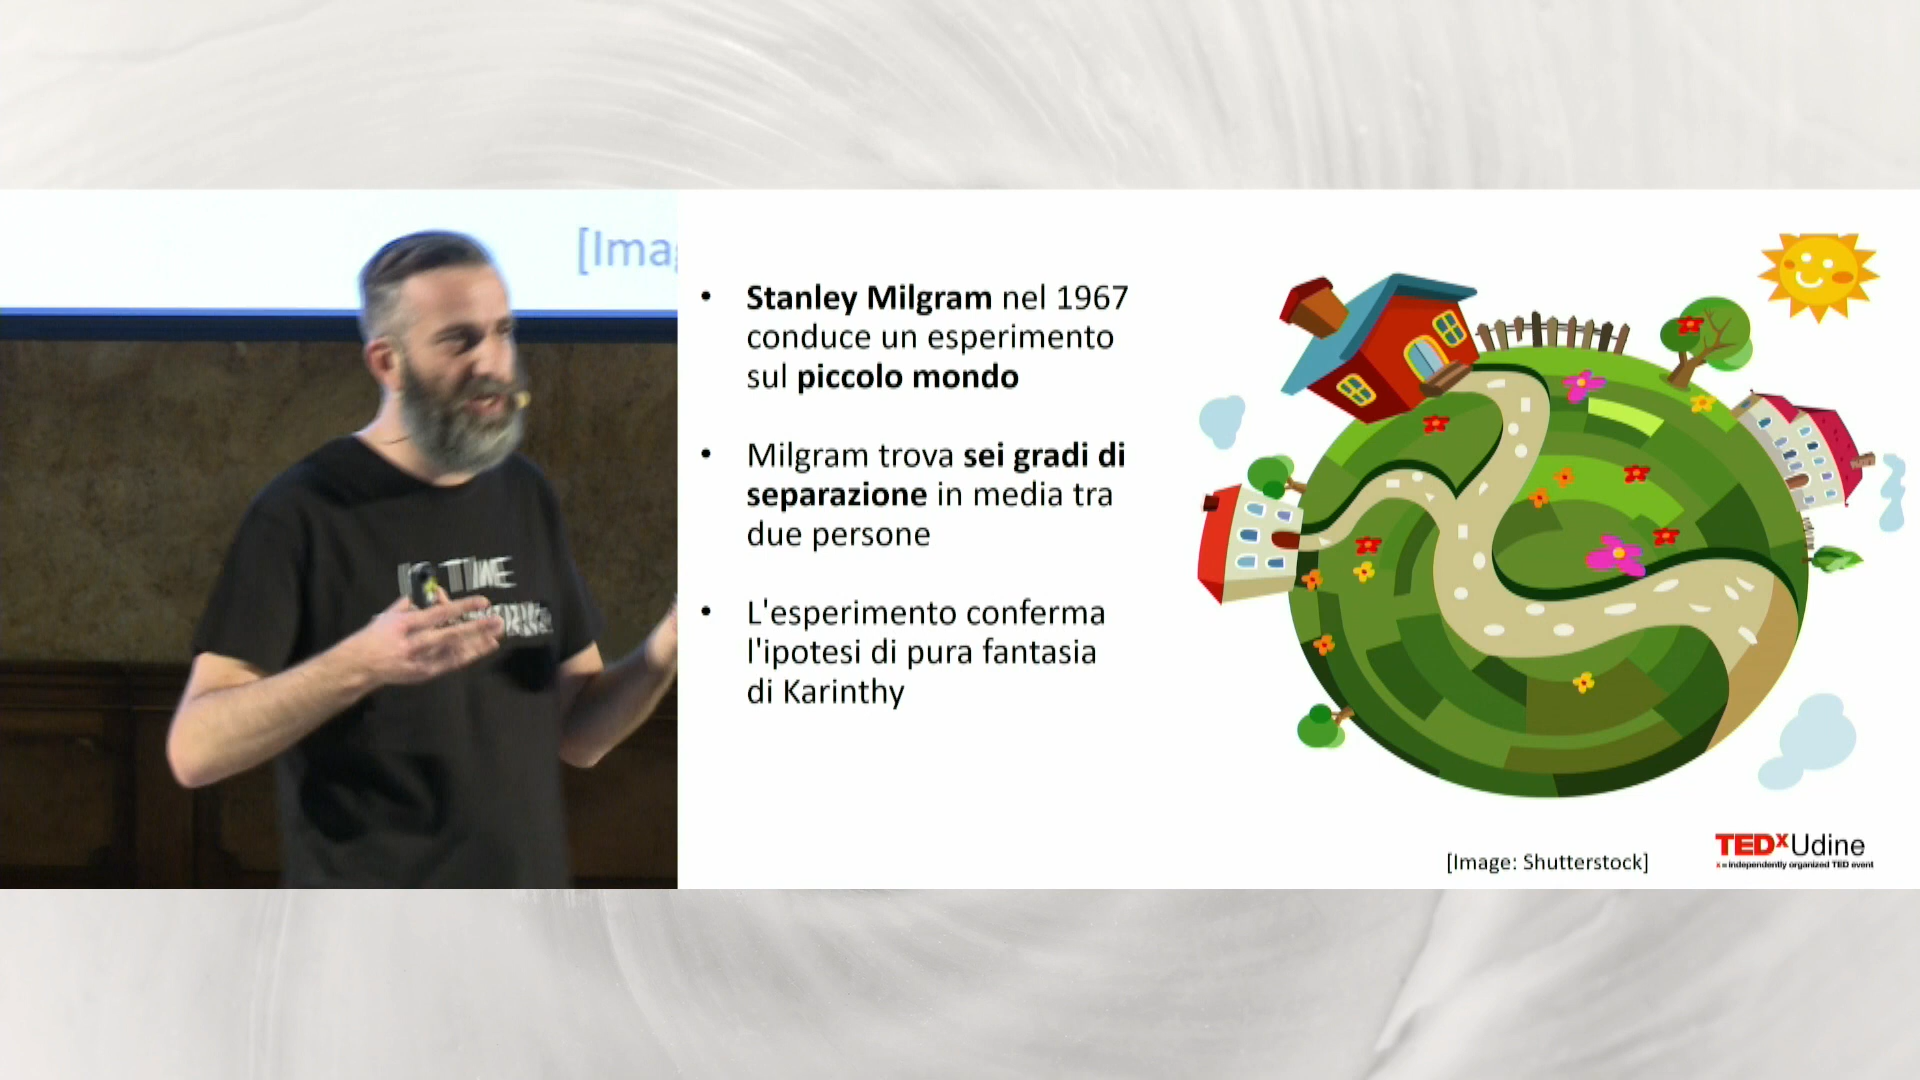 [Ima
• Stanley Milgram nel 1967
conduce un esperimento
sul piccolo mondo
• Milgram trova sei gradi di
separazione in media tra
due persone
• L'esperimento conferma
l'ipotesi di pura fantasia
di Karinthy
[Image: Shutterstock]
TEDxUdine
x = independently organized TED event
TIME